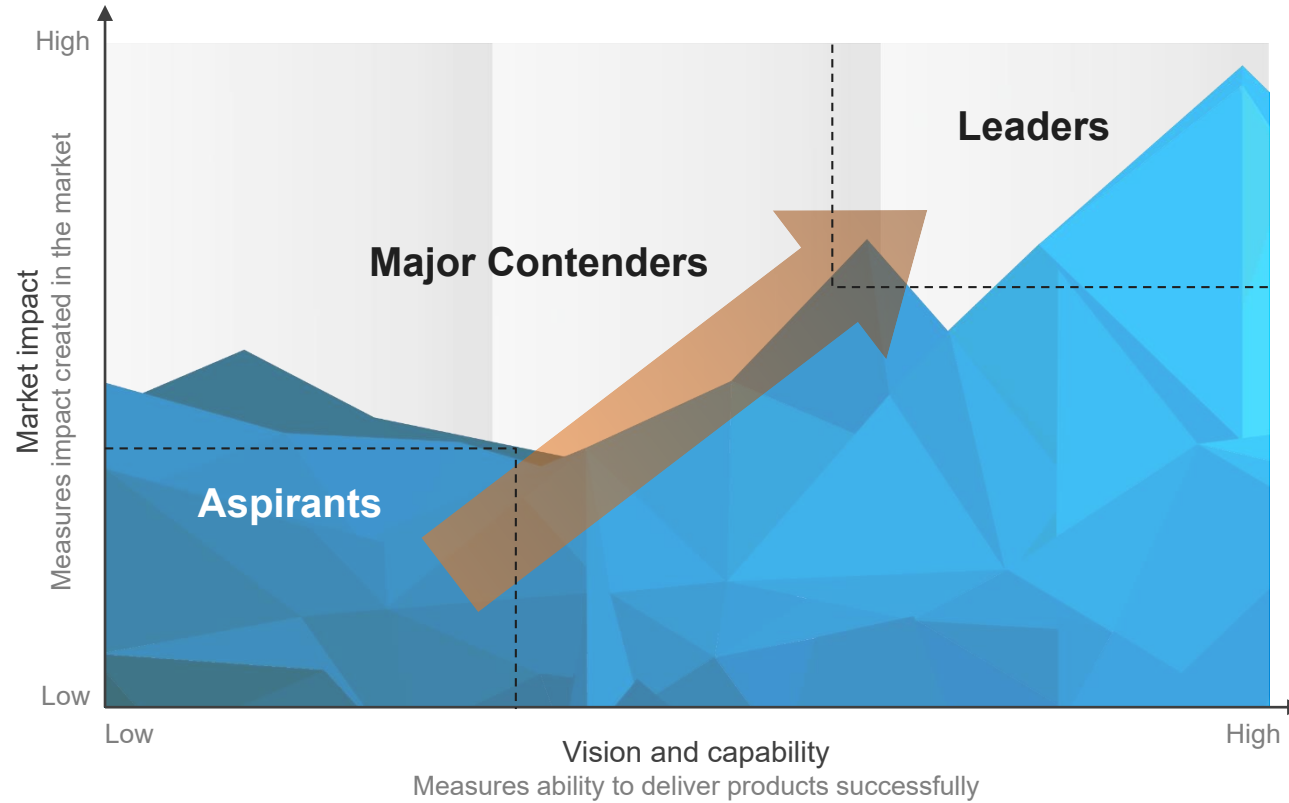 High
Leaders
Major Contenders
Market impact
Measures impact created in the market
Aspirants
Low
Low
High
Vision and capability
Measures ability to deliver products successfully